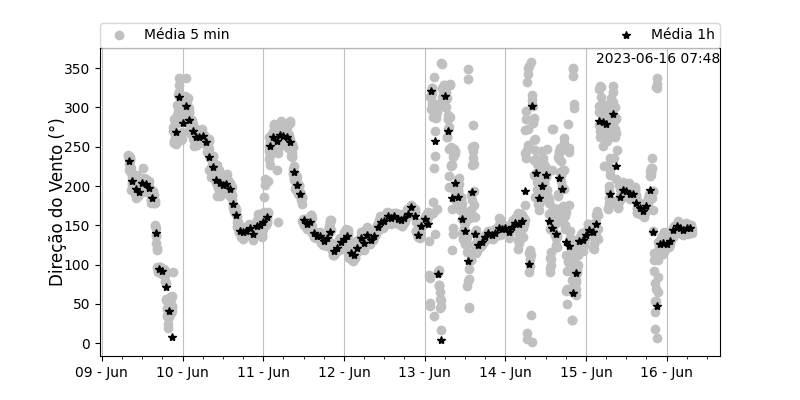 Média 5 min
Média 1h
2023-06-16 07:48
Direção do Vento (°)
350
300
250
200
150
100
50
0
09 - Jun
10 - Jun
11 - Jun
12 - Jun
13 - Jun
14 - Jun
15 - Jun
16 - Jun